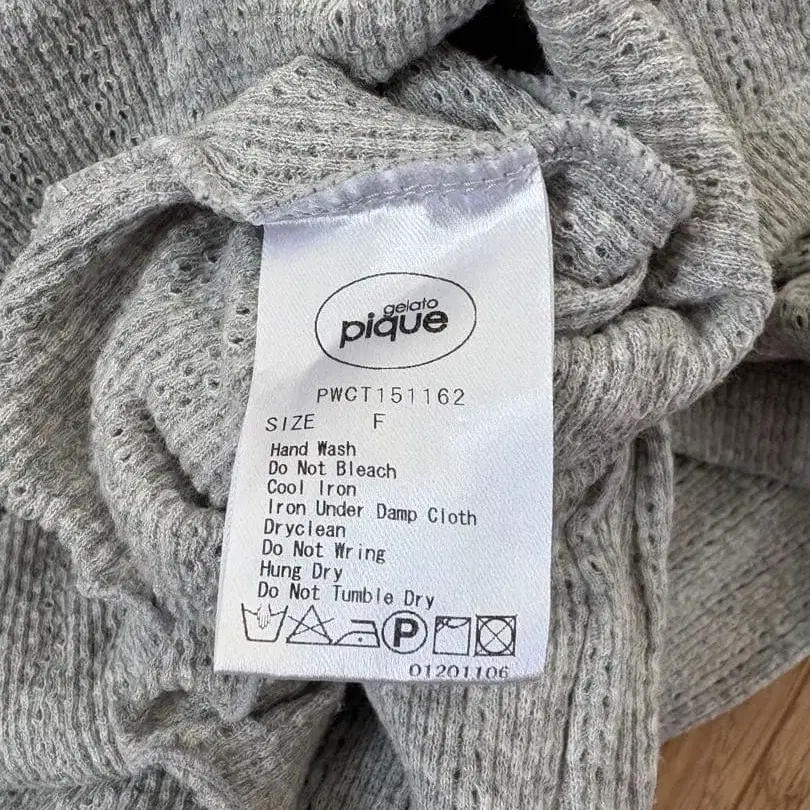 gelato
pique
PWCT151162
SIZE F
Hand Wash
Do Not Bleach
Cool Iron
Iron Under Damp Cloth
Dryclean
Do Not Wring
Hung Dry
Do Not Tumble Dry
P
01201106